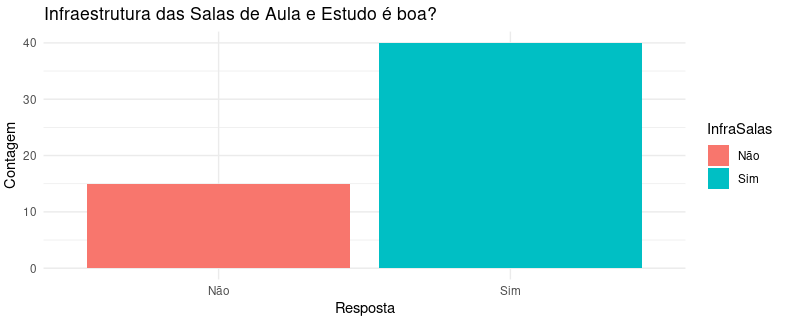 Infraestrutura das Salas de Aula e Estudo é boa?
Contagem
40
30
20
10
0
Não
Sim
Resposta
InfraSalas
Não
Sim